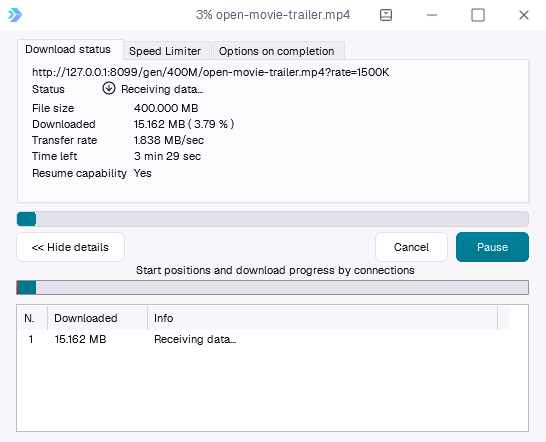 3% open-movie-trailer.mp4
Download status
Speed Limiter
Options on completion
http://127.0.0.1:8099/gen/400M/open-movie-trailer.mp4?rate=1500K
Status Receiving data...
File size 400.000 MB
Downloaded 15.162 MB ( 3.79 % )
Transfer rate 1.838 MB/sec
Time left 3 min 29 sec
Resume capability Yes
<< Hide details
Cancel
Pause
Start positions and download progress by connections
N. Downloaded Info
1 15.162 MB Receiving data...